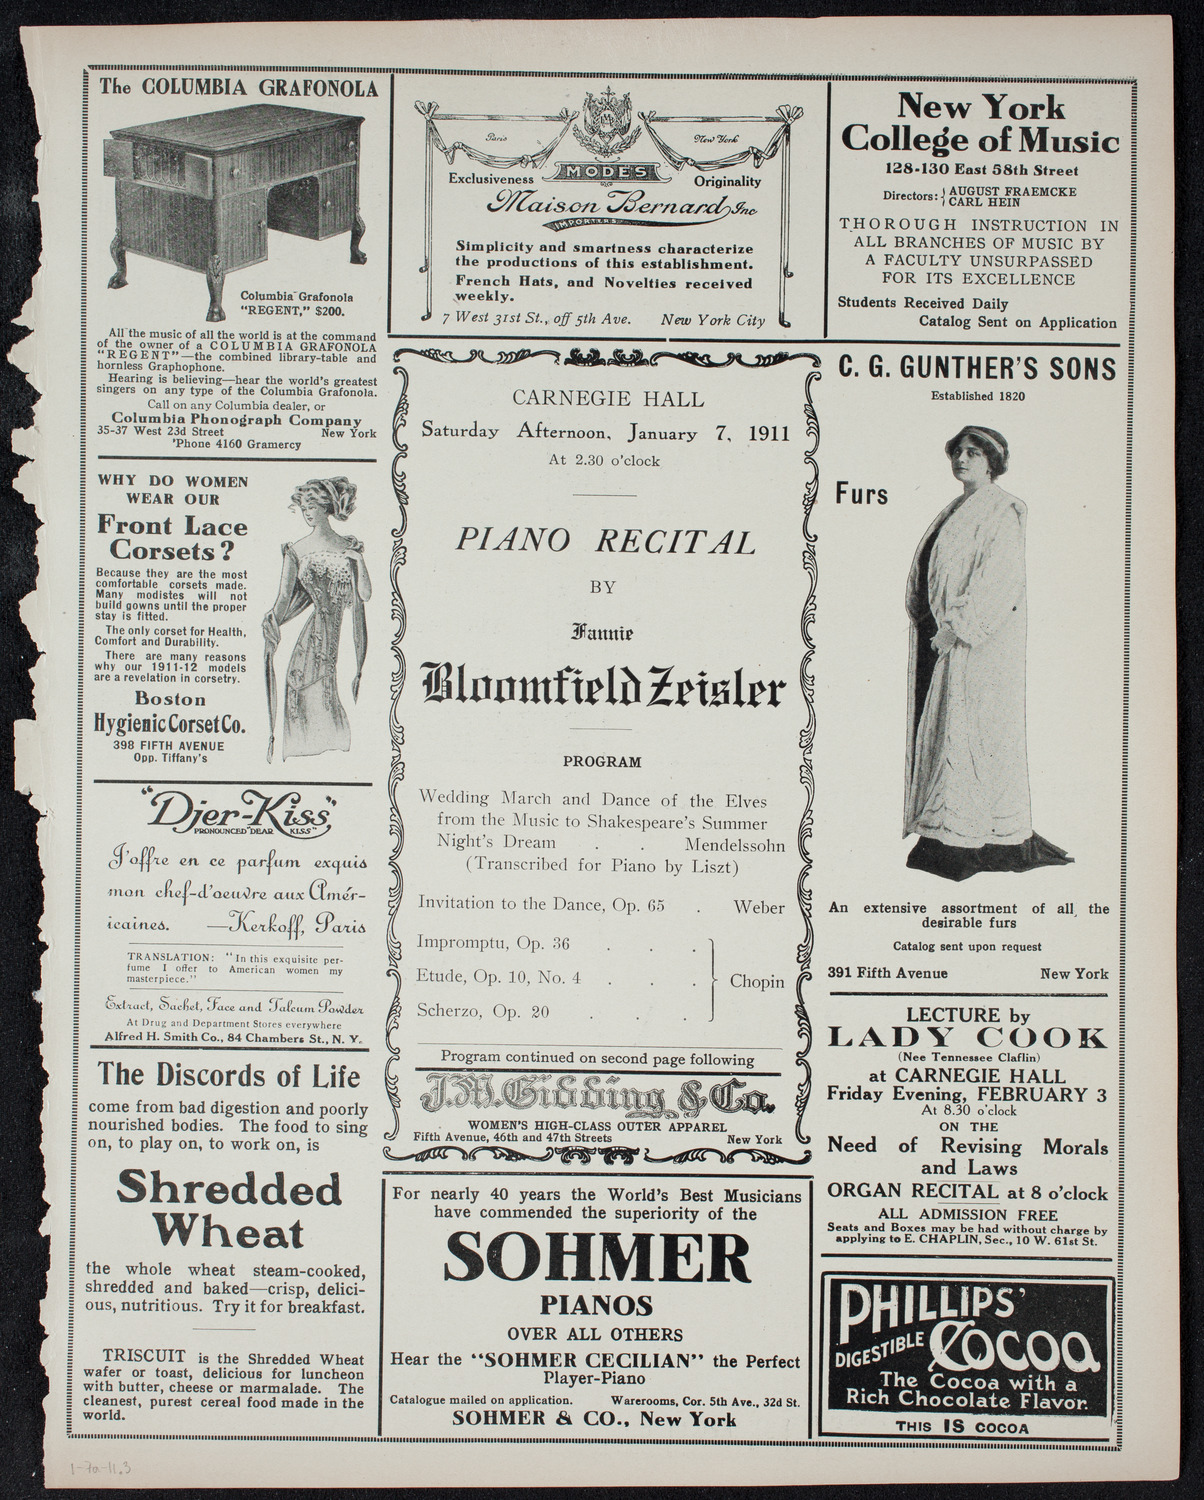 The COLUMBIA GRAFONOLA
Columbia Grafonola
"REGENT," $200.
All the music of all the world is at the command
of the owner of a COLUMBIA GRAFONOLA
"REGENT"—the combined library-table and
hornless Graphophone.
Hearing is believing—hear the world's greatest
singers on any type of the Columbia Grafonola.
Call on any Columbia dealer, or
Columbia Phonograph Company
35-37 West 23d Street New York
'Phone 4160 Gramercy
WHY DO WOMEN
WEAR OUR
Front Lace
Corsets?
Because they are the most
comfortable corsets made.
Many modistes will not
build gowns until the proper
stay is fitted.
The only corset for Health,
Comfort and Durability.
There are many reasons
why our 1911-12 models
are a revelation in corsetry.
Boston
Hygienic Corset Co.
398 FIFTH AVENUE
Opp. Tiffany's
"Djer-Kiss"
PRONOUNCED "DEAR KISS"
J'offre en ce parfum exquis
mon chef-d'oeuvre aux Amér-
icaines. —Kerkoff, Paris
TRANSLATION: "In this exquisite per-
fume I offer to American women my
masterpiece."
Extract, Sachet, Face and Talcum Powder
At Drug and Department Stores everywhere
Alfred H. Smith Co., 84 Chambers St., N. Y.
The Discords of Life
come from bad digestion and poorly
nourished bodies. The food to sing
on, to play on, to work on, is
Shredded
Wheat
the whole wheat steam-cooked,
shredded and baked—crisp, delici-
ous, nutritious. Try it for breakfast.
TRISCUIT is the Shredded Wheat
wafer or toast, delicious for luncheon
with butter, cheese or marmalade. The
cleanest, purest cereal food made in the
world.
Paris New York
MODES
Exclusiveness Originality
Maison Bernard Inc
IMPORTERS
Simplicity and smartness characterize
the productions of this establishment.
French Hats, and Novelties received
weekly.
7 West 31st St., off 5th Ave. New York City
CARNEGIE HALL
Saturday Afternoon, January 7, 1911
At 2.30 o'clock
PIANO RECITAL
BY
Fannie
Bloomfield Zeisler
PROGRAM
Wedding March and Dance of the Elves
from the Music to Shakespeare's Summer
Night's Dream . . Mendelssohn
(Transcribed for Piano by Liszt)
Invitation to the Dance, Op. 65 . Weber
Impromptu, Op. 36 . . .
Etude, Op. 10, No. 4 . . . Chopin
Scherzo, Op. 20 . . .
Program continued on second page following
J.M. Gidding & Co.
WOMEN'S HIGH-CLASS OUTER APPAREL
Fifth Avenue, 46th and 47th Streets New York
For nearly 40 years the World's Best Musicians
have commended the superiority of the
SOHMER
PIANOS
OVER ALL OTHERS
Hear the "SOHMER CECILIAN" the Perfect
Player-Piano
Catalogue mailed on application. Warerooms, Cor. 5th Ave., 32d St.
SOHMER & CO., New York
New York
College of Music
128-130 East 58th Street
Directors: AUGUST FRAEMCKE
CARL HEIN
THOROUGH INSTRUCTION IN
ALL BRANCHES OF MUSIC BY
A FACULTY UNSURPASSED
FOR ITS EXCELLENCE
Students Received Daily
Catalog Sent on Application
C. G. GUNTHER'S SONS
Established 1820
Furs
An extensive assortment of all, the
desirable furs
Catalog sent upon request
391 Fifth Avenue New York
LECTURE by
LADY COOK
(Nee Tennessee Claflin)
at CARNEGIE HALL
Friday Evening, FEBRUARY 3
At 8.30 o'clock
ON THE
Need of Revising Morals
and Laws
ORGAN RECITAL at 8 o'clock
ALL ADMISSION FREE
Seats and Boxes may be had without charge by
applying to E. CHAPLIN, Sec., 10 W. 61st St.
PHILLIPS'
DIGESTIBLE COCOA
The Cocoa with a
Rich Chocolate Flavor.
THIS IS COCOA